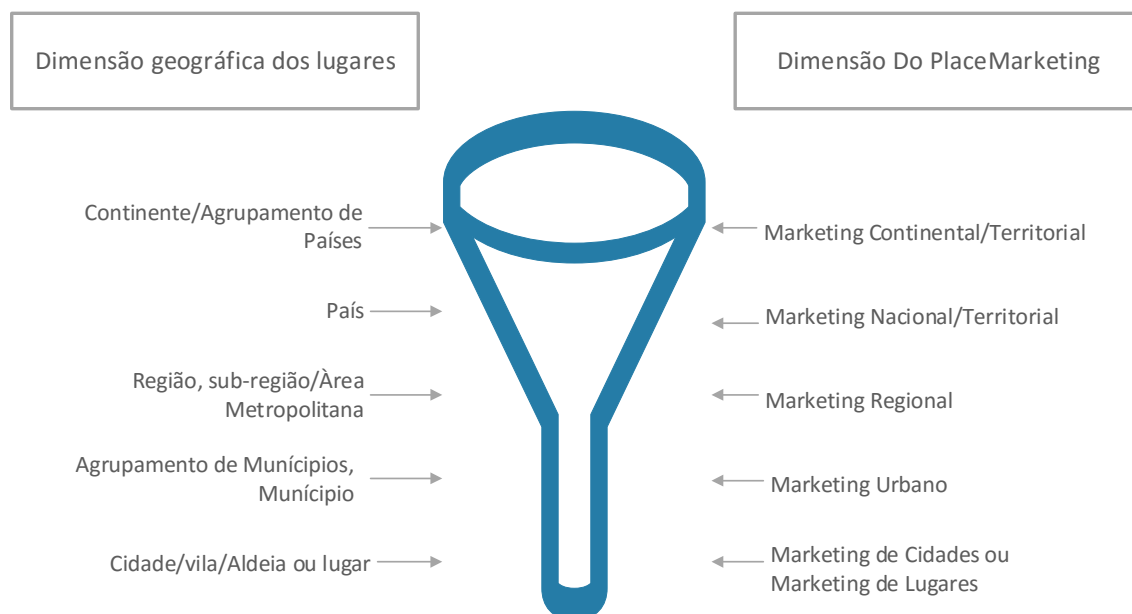 Dimensão geográfica dos lugares
Dimensão Do PlaceMarketing
Continente/Agrupamento de
Países
Marketing Continental/Territorial
País
Marketing Nacional/Territorial
Região, sub-região/Àrea
Metropolitana
Marketing Regional
Agrupamento de Munícipios,
Munícipio
Marketing Urbano
Cidade/vila/Aldeia ou lugar
Marketing de Cidades ou
Marketing de Lugares